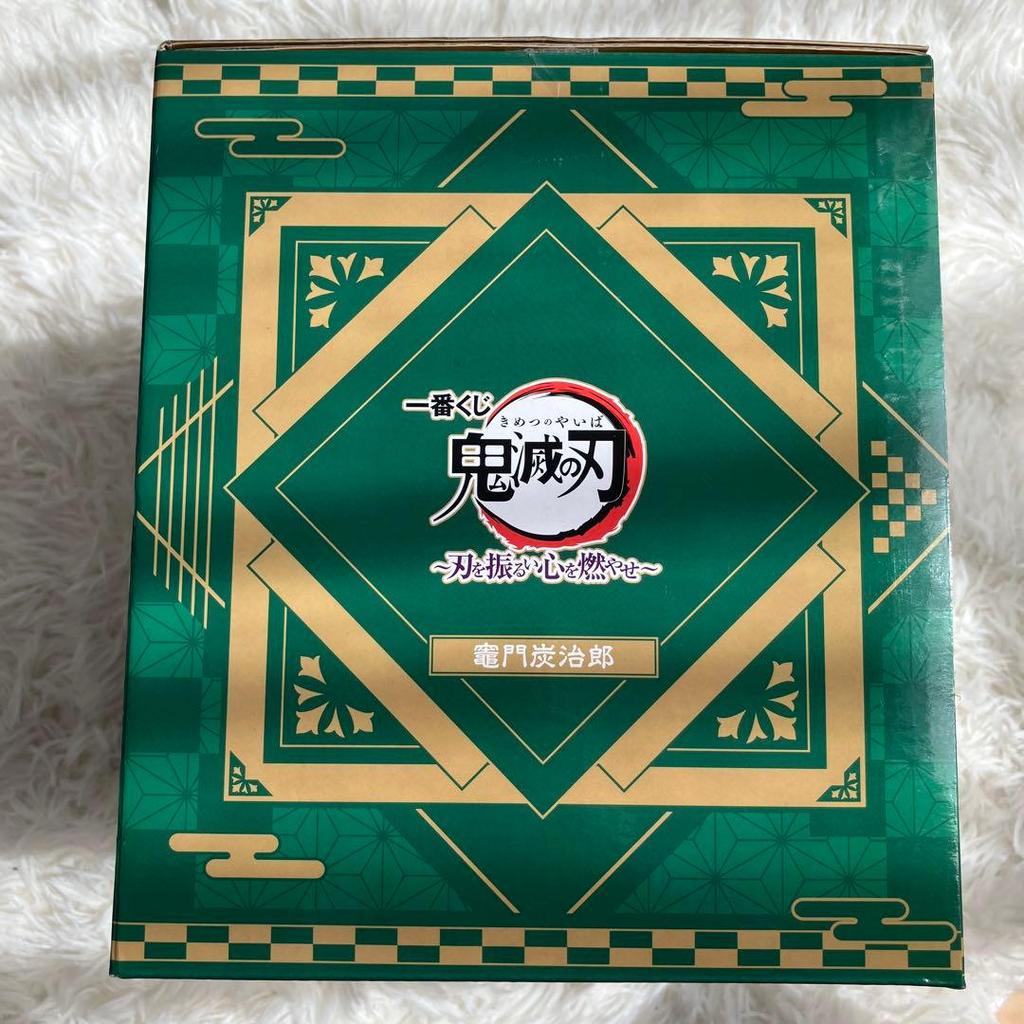 一番くじ
きめつのやいば
鬼滅の刃
～刃を振るい心を燃やせ～
竈門炭治郎